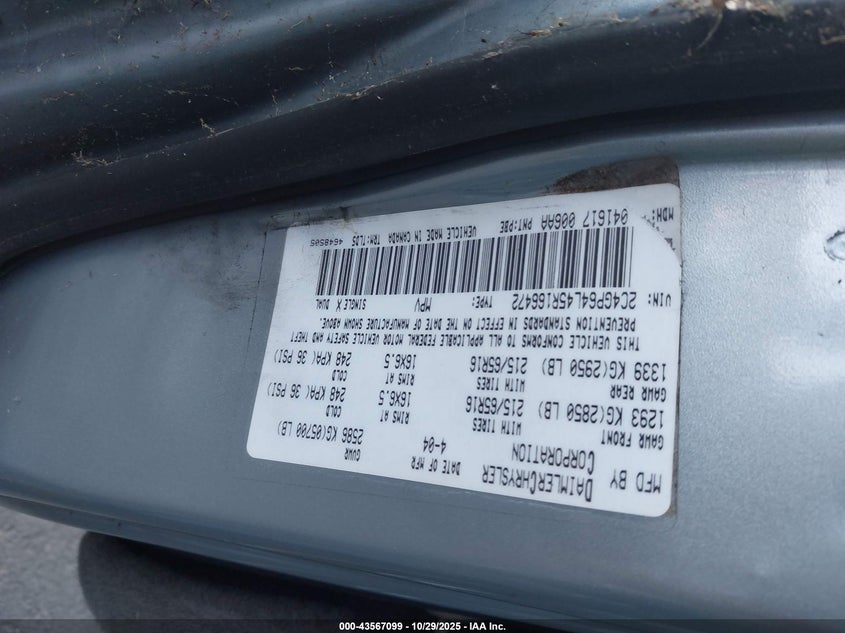 MFD BY DAIMLERCHRYSLER CORPORATION DATE OF MFR 4-04 GVWR 2586 KG(05700 LB)
GAWR FRONT WITH TIRES RIMS AT COLD
1293 KG(2850 LB) 215/65R16 16X6.5 248 KPA(36 PSI)
GAWR REAR WITH TIRES RIMS AT COLD
1339 KG(2950 LB) 215/65R16 16X6.5 248 KPA(36 PSI)
THIS VEHICLE CONFORMS TO ALL APPLICABLE FEDERAL MOTOR VEHICLE SAFETY AND THEFT
PREVENTION STANDARDS IN EFFECT ON THE DATE OF MANUFACTURE SHOWN ABOVE.
VIN: 2C4GP64L45R166472 TYPE: MPV SINGLE X DUAL
MDH: 041617 006AA PNT:PBE VEHICLE MADE IN CANADA TRM:TLDS 4648505
000-43567099 | 10/29/2025 | IAA Inc.